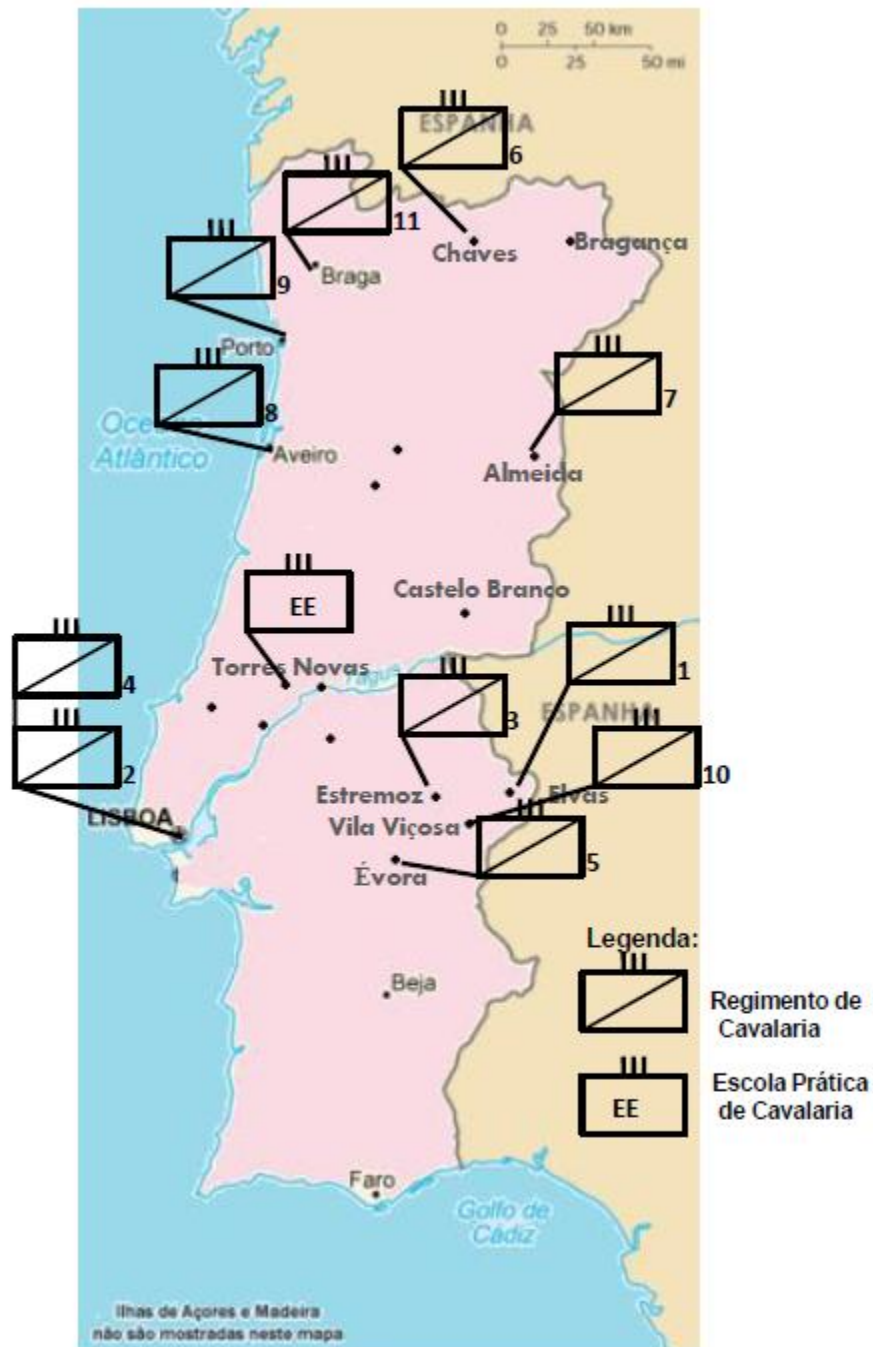 0 25 50 km
0 25 50 mi
ESPANHA
6
11
Chaves
Bragança
Braga
9
Porto
7
8
Oceano
Atlântico
Aveiro
Almeida
EE
Castelo Branco
4
1
Torres Novas
Tagus
3
ESPANHA
2
10
Estremoz
Elvas
LISBOA
Vila Viçosa
5
Évora
Legenda:
Beja
Regimento de
Cavalaria
EE
Escola Prática
de Cavalaria
Faro
Golfo de
Cádiz
Ilhas de Açores e Madeira
não são mostradas neste mapa